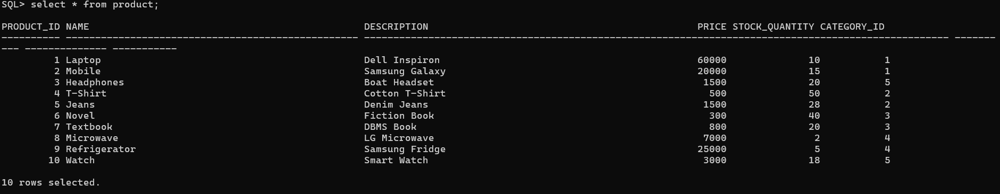 SQL> select * from product;
PRODUCT_ID NAME                                               DESCRIPTION                                              PRICE STOCK_QUANTITY CATEGORY_ID
---------- -------------------------------------------------- ---------------------------------------------------------------------------------------------------- -------
--- -------------- -----------
         1 Laptop                                             Dell Inspiron                                            60000             10           1
         2 Mobile                                             Samsung Galaxy                                           20000             15           1
         3 Headphones                                         Boat Headset                                              1500             20           5
         4 T-Shirt                                            Cotton T-Shirt                                             500             50           2
         5 Jeans                                              Denim Jeans                                               1500             28           2
         6 Novel                                              Fiction Book                                               300             40           3
         7 Textbook                                           DBMS Book                                                  800             20           3
         8 Microwave                                          LG Microwave                                              7000              2           4
         9 Refrigerator                                       Samsung Fridge                                           25000              5           4
        10 Watch                                              Smart Watch                                               3000             18           5
10 rows selected.